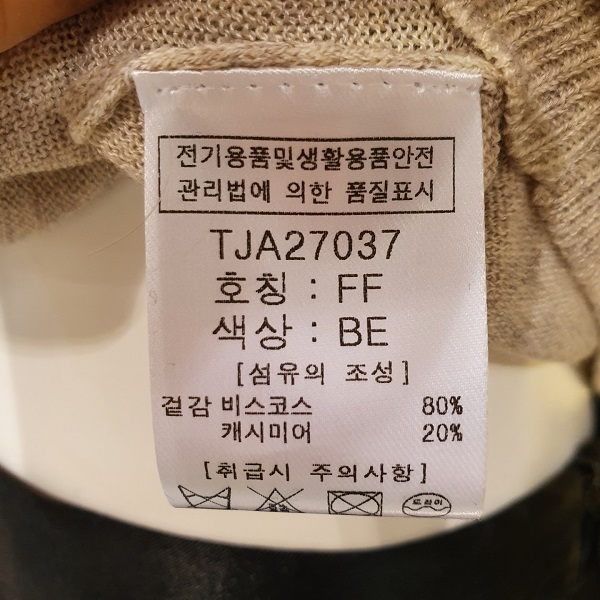 전기용품및생활용품안전
관리법에 의한 품질표시
TJA27037
호칭 : FF
색상 : BE
[섬유의 조성]
겉감 비스코스 80%
캐시미어 20%
[취급시 주의사항]
드라이